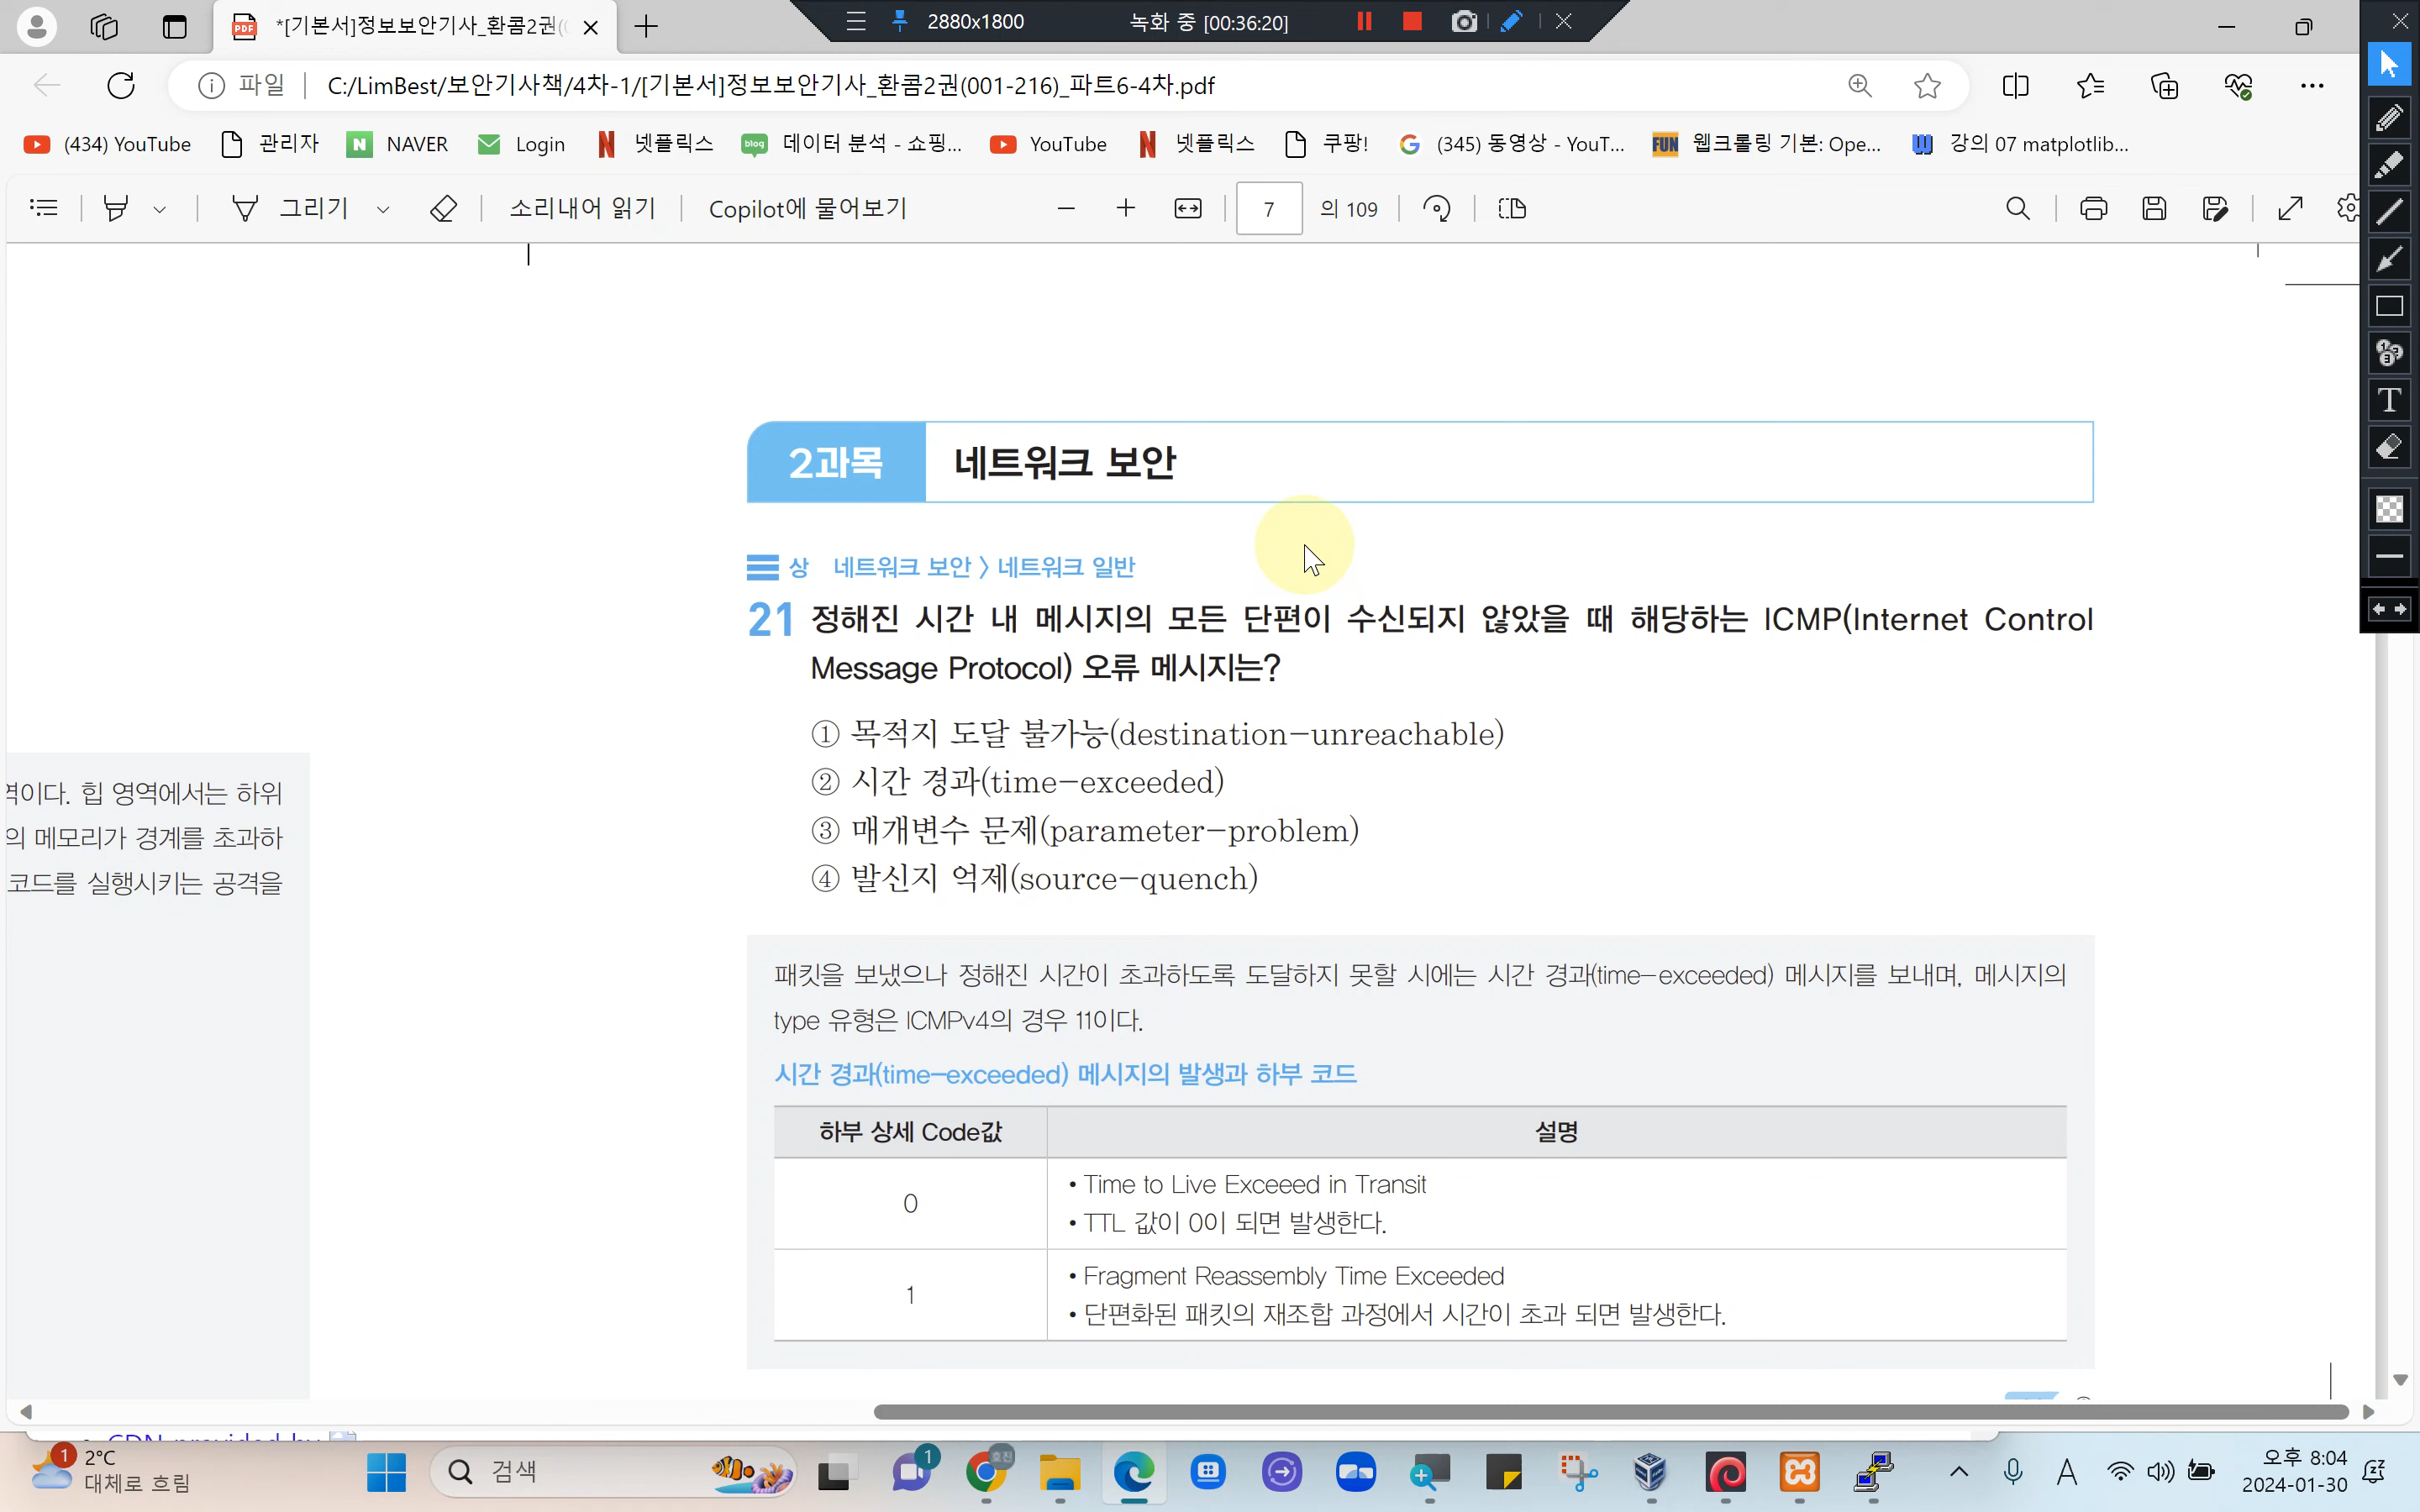 *[기본서]정보보안기사_환콤2권(
2880x1800
녹화 중 [00:36:20]
파일
C:/LimBest/보안기사책/4차-1/[기본서]정보보안기사_환콤2권(001-216)_파트6-4차.pdf
(434) YouTube
관리자
NAVER
Login
넷플릭스
데이터 분석 - 쇼핑...
YouTube
넷플릭스
쿠팡!
(345) 동영상 - YouT...
웹크롤링 기본: Ope...
강의 07 matplotlib...
그리기
소리내어 읽기
Copilot에 물어보기
7
의 109
2과목 네트워크 보안
상 네트워크 보안 〉 네트워크 일반
21 정해진 시간 내 메시지의 모든 단편이 수신되지 않았을 때 해당하는 ICMP(Internet Control
Message Protocol) 오류 메시지는?
① 목적지 도달 불가능(destination-unreachable)
② 시간 경과(time-exceeded)
③ 매개변수 문제(parameter-problem)
④ 발신지 억제(source-quench)
역이다. 힙 영역에서는 하위
의 메모리가 경계를 초과하
코드를 실행시키는 공격을
패킷을 보냈으나 정해진 시간이 초과하도록 도달하지 못할 시에는 시간 경과(time-exceeded) 메시지를 보내며, 메시지의
type 유형은 ICMPv4의 경우 11이다.
시간 경과(time-exceeded) 메시지의 발생과 하부 코드
하부 상세 Code값
설명
0
• Time to Live Exceeed in Transit
• TTL 값이 0이 되면 발생한다.
1
• Fragment Reassembly Time Exceeded
• 단편화된 패킷의 재조합 과정에서 시간이 초과 되면 발생한다.
1
2°C
대체로 흐림
검색
1
A
오후 8:04
2024-01-30